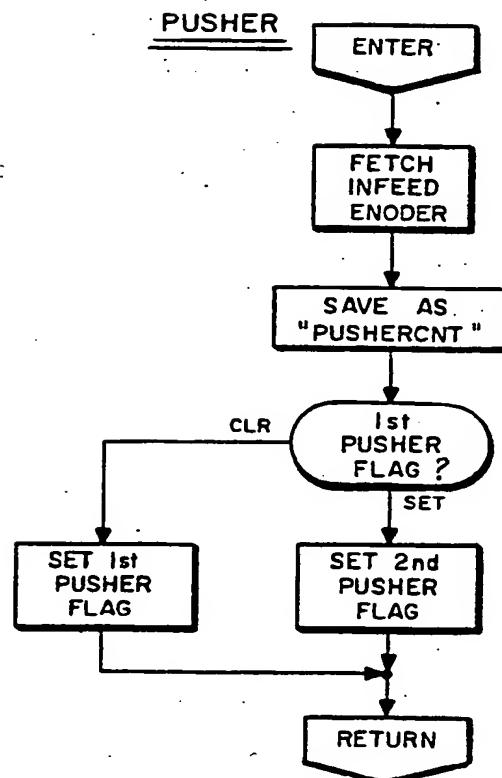 PUSHER
ENTER
FETCH
INFEED
ENODER
SAVE AS
"PUSHERCNT"
1st
PUSHER
FLAG ?
CLR
SET
SET 1st
PUSHER
FLAG
SET 2nd
PUSHER
FLAG
RETURN